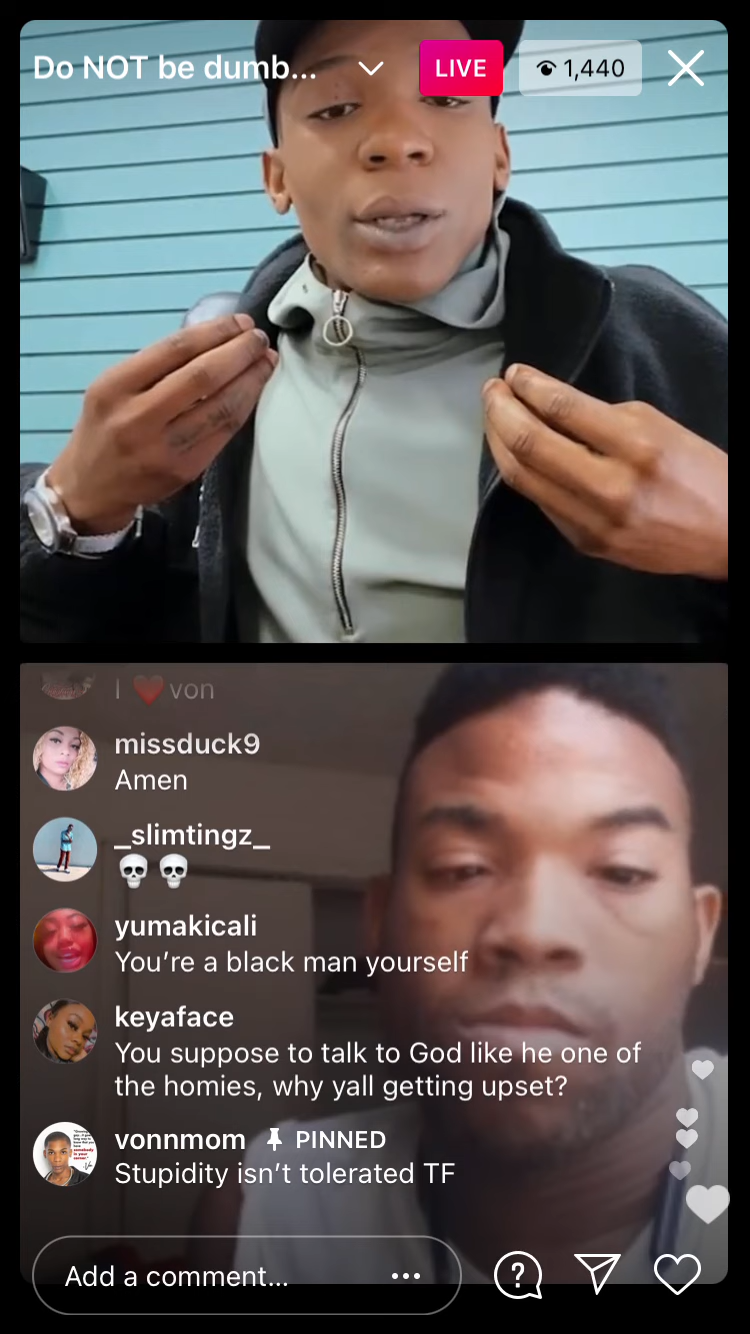 Do NOT be dumb...
LIVE
1,440
I ❤️ von
missduck9
Amen
_slimtingz_
💀 💀
yumakicali
You’re a black man yourself
keyaface
You suppose to talk to God like he one of
the homies, why yall getting upset?
vonnmom 📌 PINNED
Stupidity isn’t tolerated TF
Add a comment...